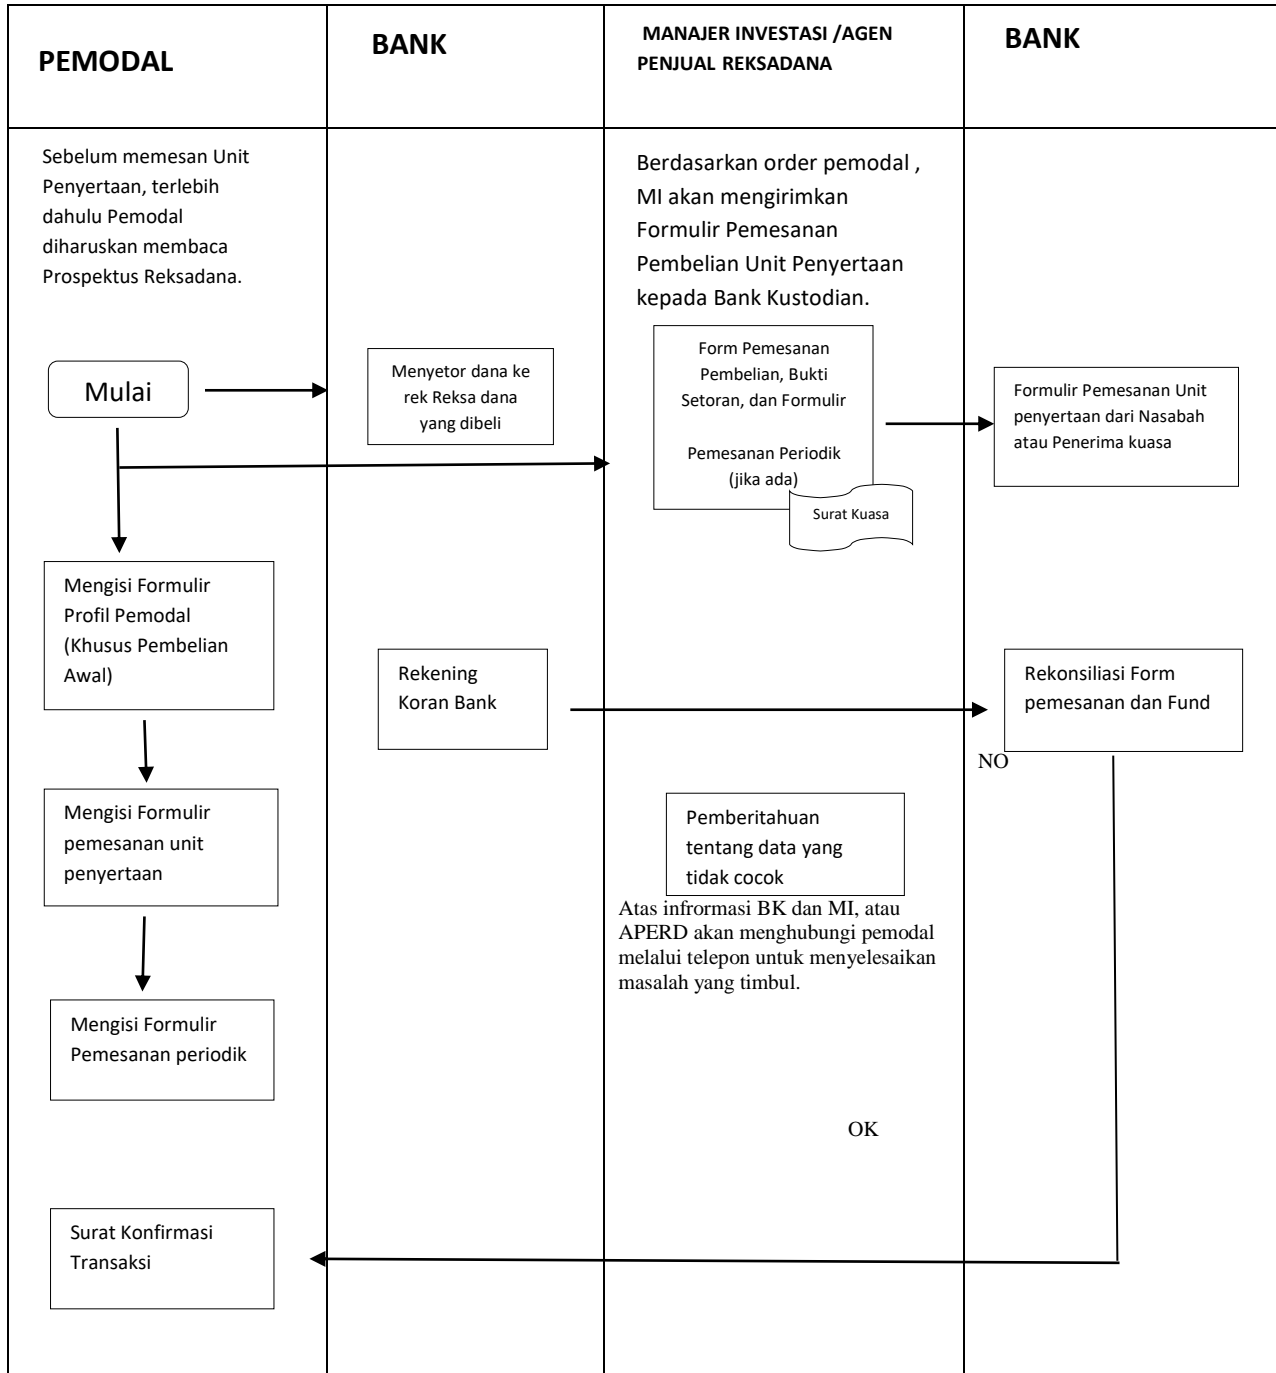 PEMODAL
BANK
MANAJER INVESTASI /AGEN
PENJUAL REKSADANA
BANK
Sebelum memesan Unit
Penyertaan, terlebih
dahulu Pemodal
diharuskan membaca
Prospektus Reksadana.
Berdasarkan order pemodal ,
MI akan mengirimkan
Formulir Pemesanan
Pembelian Unit Penyertaan
kepada Bank Kustodian.
Mulai
Menyetor dana ke
rek Reksa dana
yang dibeli
Form Pemesanan
Pembelian, Bukti
Setoran, dan Formulir
Pemesanan Periodik
(jika ada)
Surat Kuasa
Formulir Pemesanan Unit
penyertaan dari Nasabah
atau Penerima kuasa
Mengisi Formulir
Profil Pemodal
(Khusus Pembelian
Awal)
Rekening
Koran Bank
Rekonsiliasi Form
pemesanan dan Fund
NO
Mengisi Formulir
pemesanan unit
penyertaan
Pemberitahuan
tentang data yang
tidak cocok
Atas infrormasi BK dan MI, atau
APERD akan menghubungi pemodal
melalui telepon untuk menyelesaikan
masalah yang timbul.
Mengisi Formulir
Pemesanan periodik
OK
Surat Konfirmasi
Transaksi